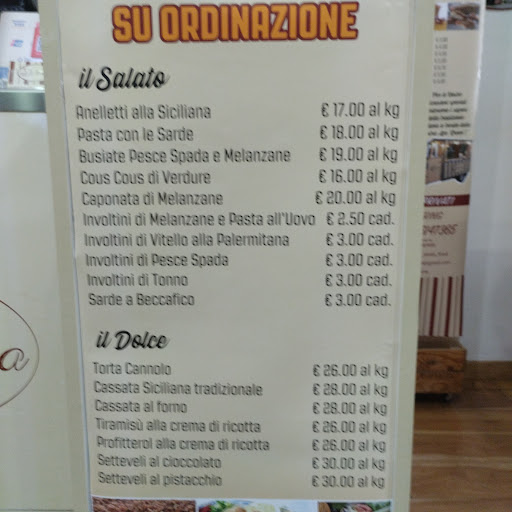 SU ORDINAZIONE
il Salato
Anelletti alla Siciliana € 17.00 al kg
Pasta con le Sarde € 18.00 al kg
Busiate Pesce Spada e Melanzane € 19.00 al kg
Cous Cous di Verdure € 16.00 al kg
Caponata di Melanzane € 20.00 al kg
Involtini di Melanzane e Pasta all'Uovo € 2.50 cad.
Involtini di Vitello alla Palermitana € 3.00 cad.
Involtini di Pesce Spada € 3.00 cad.
Involtini di Tonno € 3.00 cad.
Sarde a Beccafico € 3.00 cad.
il Dolce
Torta Cannolo € 26.00 al kg
Cassata Siciliana tradizionale € 28.00 al kg
Cassata al forno € 28.00 al kg
Tiramisù alla crema di ricotta € 26.00 al kg
Profitterol alla crema di ricotta € 26.00 al kg
Setteveli al cioccolato € 30.00 al kg
Setteveli al pistacchio € 30.00 al kg